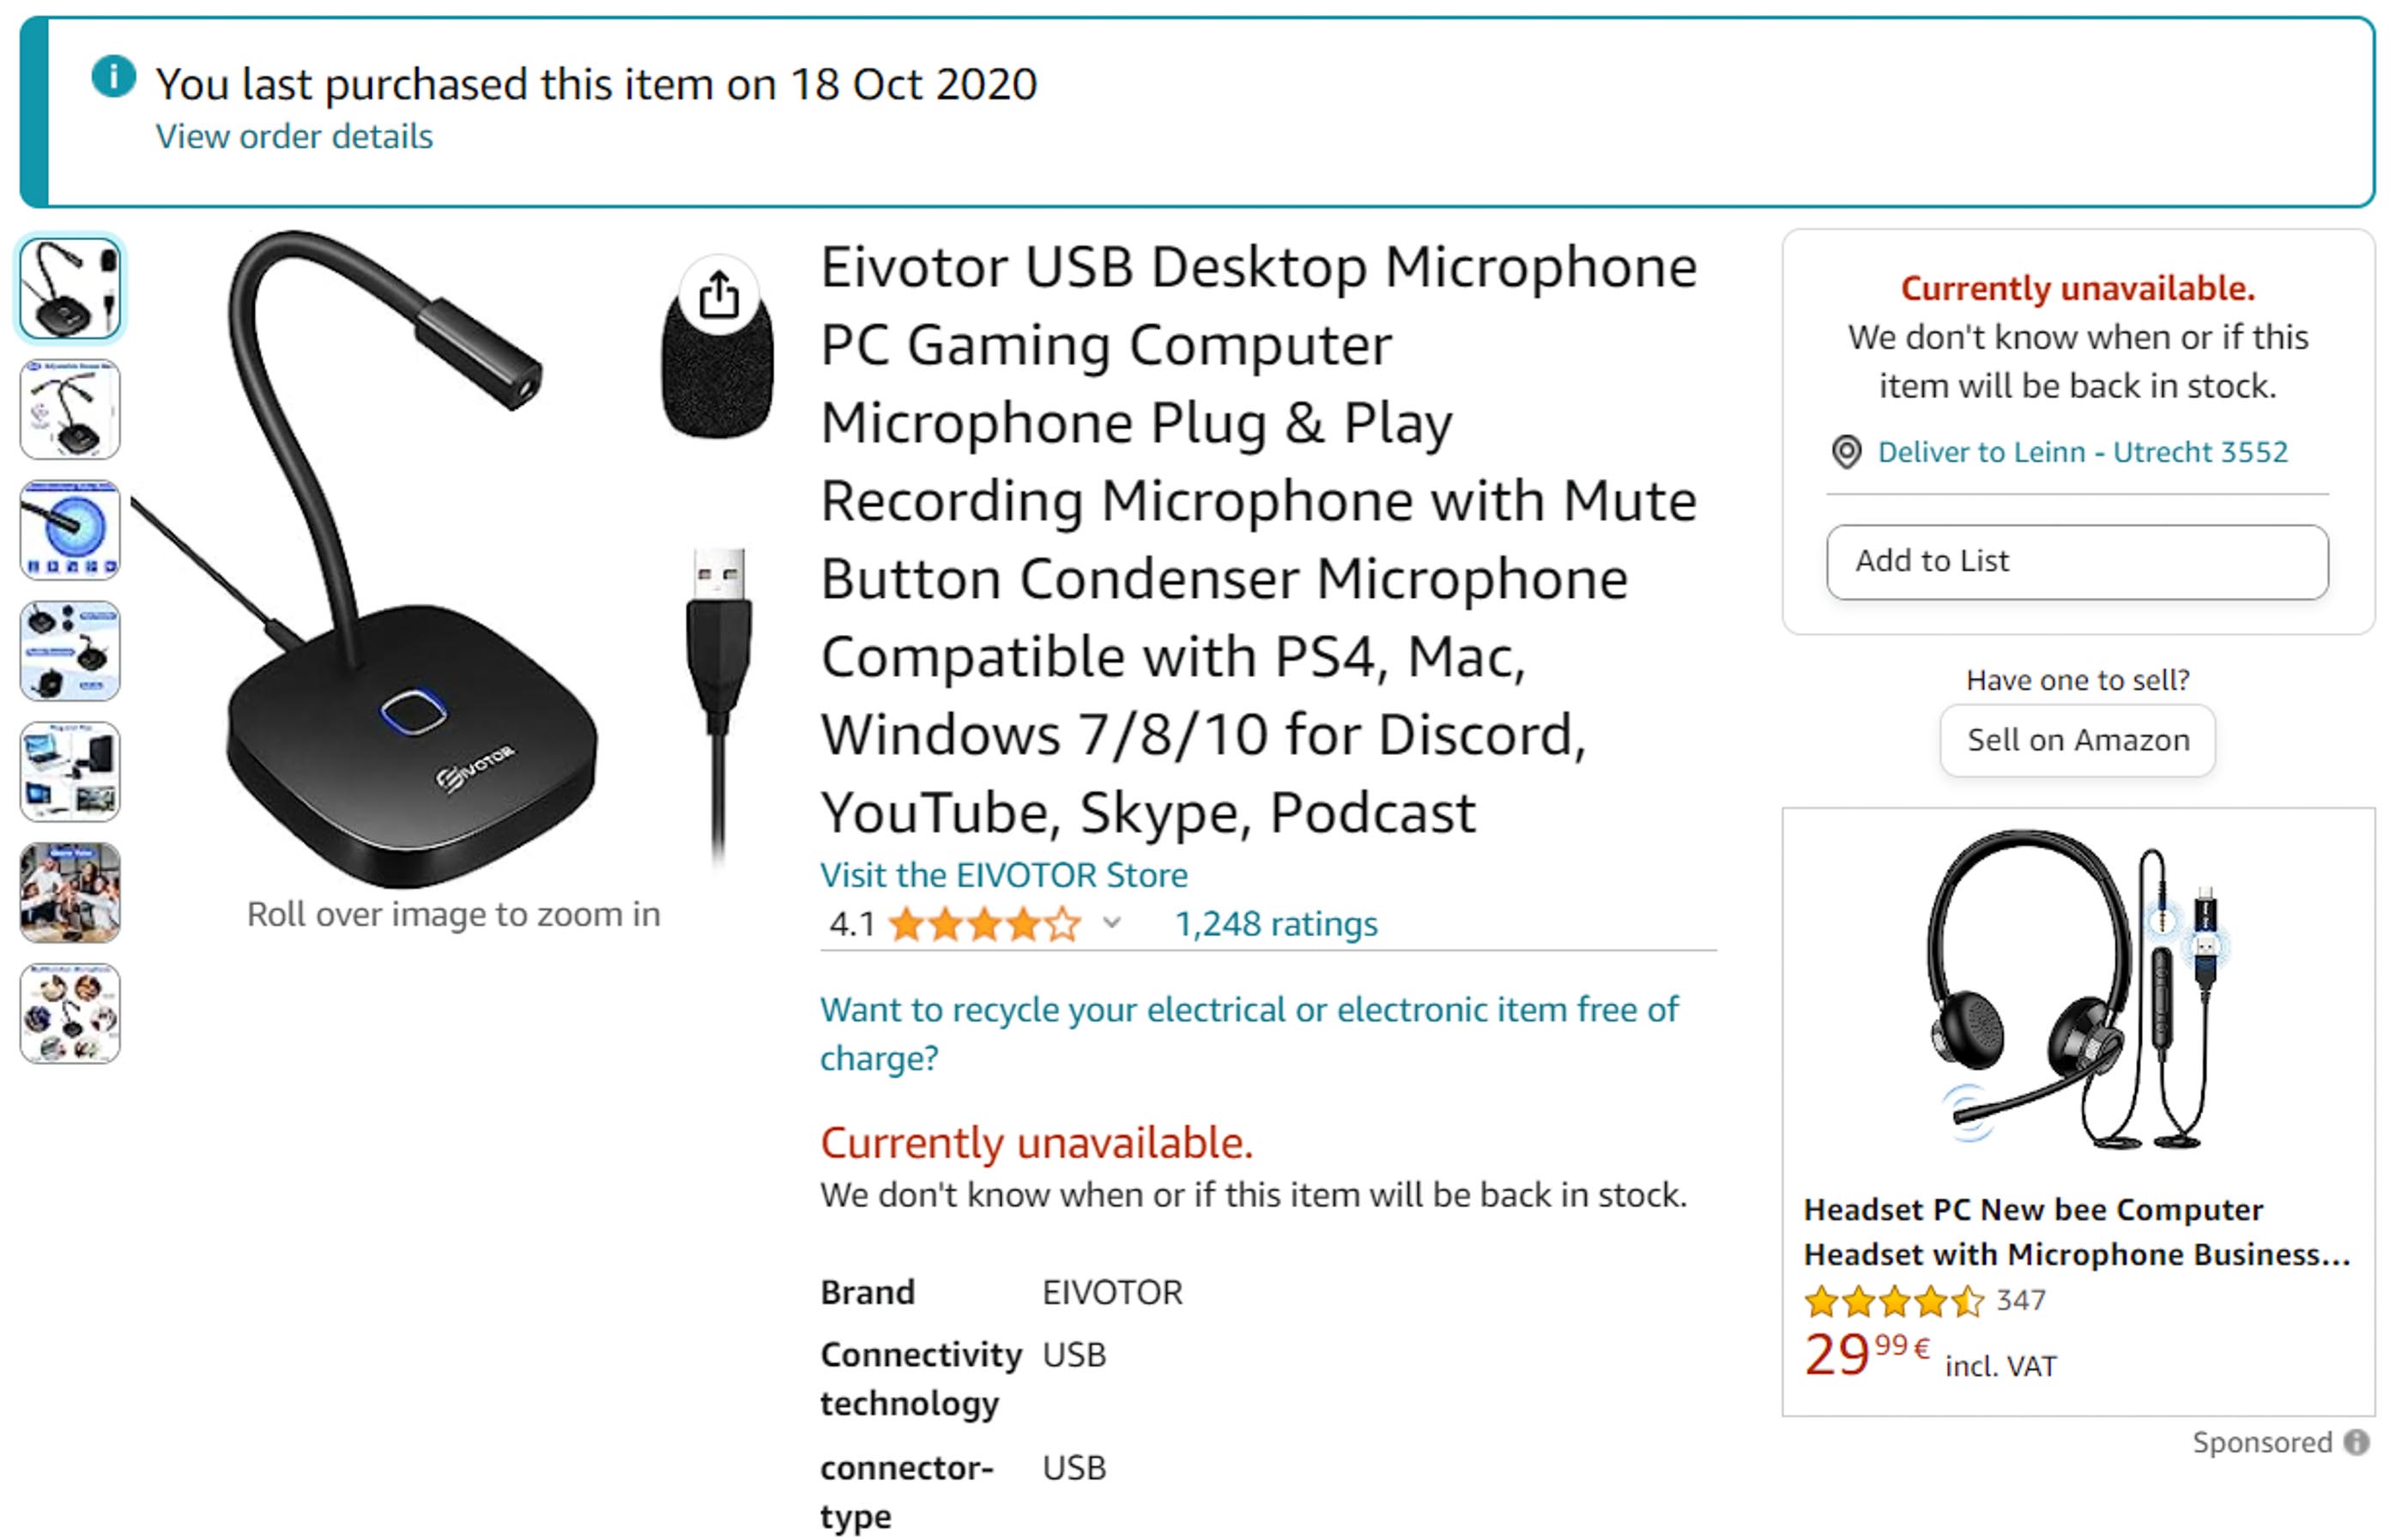 You last purchased this item on 18 Oct 2020
View order details
Eivotor USB Desktop Microphone
PC Gaming Computer
Microphone Plug & Play
Recording Microphone with Mute
Button Condenser Microphone
Compatible with PS4, Mac,
Windows 7/8/10 for Discord,
YouTube, Skype, Podcast
Visit the EIVOTOR Store
4.1
1,248 ratings
Want to recycle your electrical or electronic item free of
charge?
Currently unavailable.
We don't know when or if this item will be back in stock.
Brand EIVOTOR
Connectivity USB
technology
connector- USB
type
EIVOTOR
Roll over image to zoom in
Currently unavailable.
We don't know when or if this
item will be back in stock.
Deliver to Leinn - Utrecht 3552
Add to List
Have one to sell?
Sell on Amazon
Headset PC New bee Computer
Headset with Microphone Business...
347
29 99 € incl. VAT
Sponsored